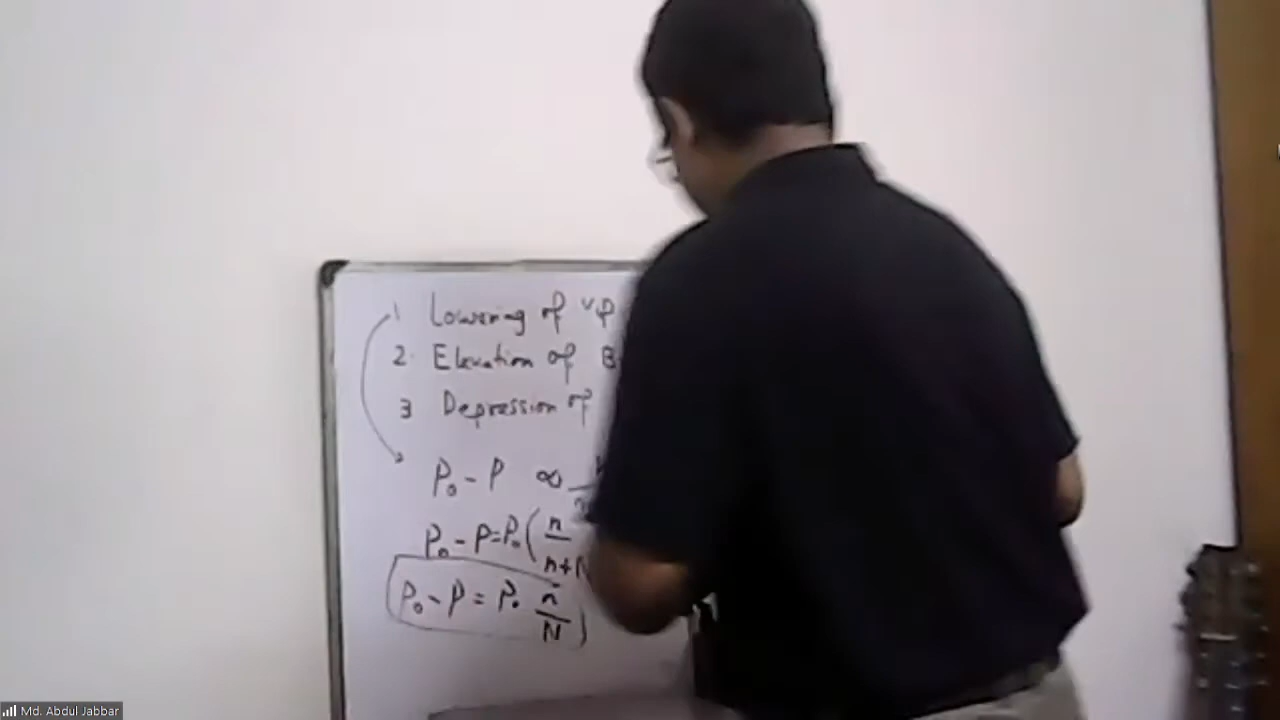 1 Lowering of VP
2. Elevation of B
3 Depression of
P₀ - P ∝
P₀ - P = P₀ ( n / n+N
P₀ - P = P₀ n / N )
Md. Abdul Jabbar